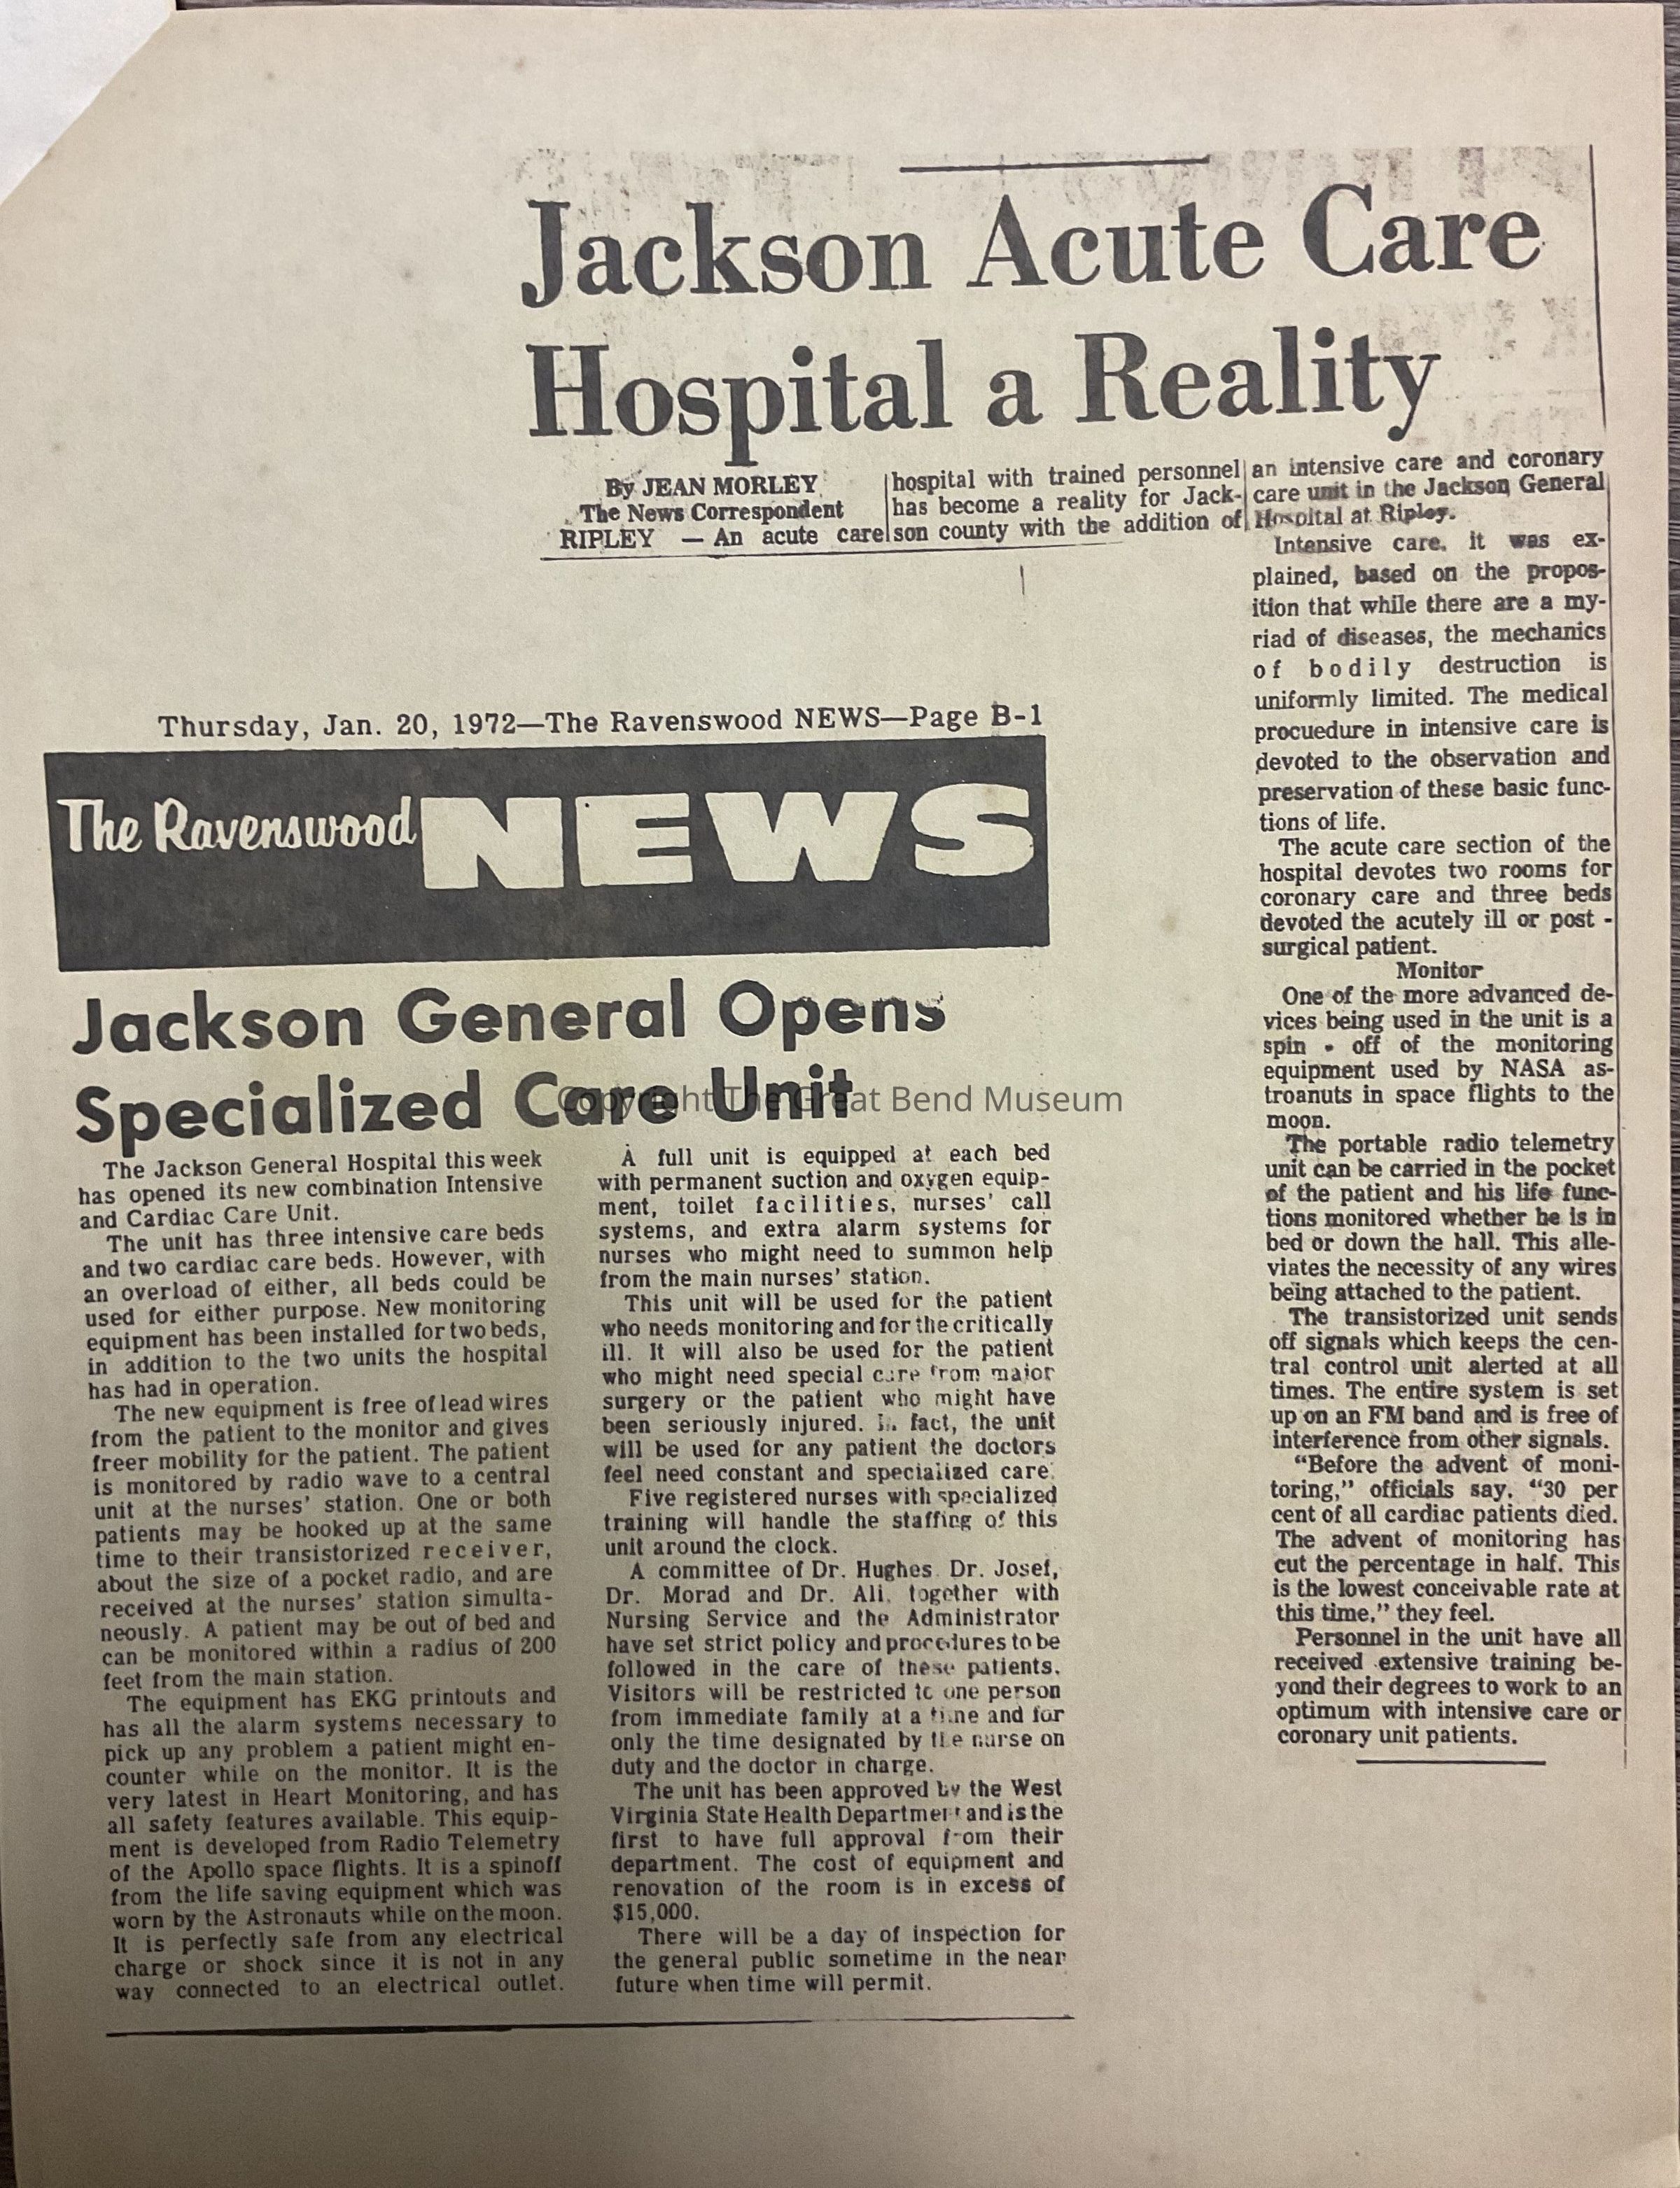 Jackson Acute Care
Hospital a Reality
By JEAN MORLEY
The News Correspondent
RIPLEY — An acute care
hospital with trained personnel
has become a reality for Jack-
son county with the addition of
an intensive care and coronary
care unit in the Jackson General
Hospital at Ripley.
Intensive care, it was ex-
plained, based on the propos-
ition that while there are a my-
riad of diseases, the mechanics
of bodily destruction is
uniformly limited. The medical
procuedure in intensive care is
devoted to the observation and
preservation of these basic func-
tions of life.
The acute care section of the
hospital devotes two rooms for
coronary care and three beds
devoted the acutely ill or post -
surgical patient.
Monitor
One of the more advanced de-
vices being used in the unit is a
spin - off of the monitoring
equipment used by NASA as-
troanuts in space flights to the
moon.
The portable radio telemetry
unit can be carried in the pocket
of the patient and his life func-
tions monitored whether he is in
bed or down the hall. This alle-
viates the necessity of any wires
being attached to the patient.
The transistorized unit sends
off signals which keeps the cen-
tral control unit alerted at all
times. The entire system is set
up on an FM band and is free of
interference from other signals.
"Before the advent of moni-
toring," officials say, "30 per
cent of all cardiac patients died.
The advent of monitoring has
cut the percentage in half. This
is the lowest conceivable rate at
this time," they feel.
Personnel in the unit have all
received extensive training be-
yond their degrees to work to an
optimum with intensive care or
coronary unit patients.
Thursday, Jan. 20, 1972—The Ravenswood NEWS—Page B-1
The Ravenswood NEWS
Jackson General Opens
Specialized Care Unit
The Jackson General Hospital this week
has opened its new combination Intensive
and Cardiac Care Unit.
The unit has three intensive care beds
and two cardiac care beds. However, with
an overload of either, all beds could be
used for either purpose. New monitoring
equipment has been installed for two beds,
in addition to the two units the hospital
has had in operation.
The new equipment is free of lead wires
from the patient to the monitor and gives
freer mobility for the patient. The patient
is monitored by radio wave to a central
unit at the nurses' station. One or both
patients may be hooked up at the same
time to their transistorized receiver,
about the size of a pocket radio, and are
received at the nurses' station simulta-
neously. A patient may be out of bed and
can be monitored within a radius of 200
feet from the main station.
The equipment has EKG printouts and
has all the alarm systems necessary to
pick up any problem a patient might en-
counter while on the monitor. It is the
very latest in Heart Monitoring, and has
all safety features available. This equip-
ment is developed from Radio Telemetry
of the Apollo space flights. It is a spinoff
from the life saving equipment which was
worn by the Astronauts while on the moon.
It is perfectly safe from any electrical
charge or shock since it is not in any
way connected to an electrical outlet.
A full unit is equipped at each bed
with permanent suction and oxygen equip-
ment, toilet facilities, nurses' call
systems, and extra alarm systems for
nurses who might need to summon help
from the main nurses' station.
This unit will be used for the patient
who needs monitoring and for the critically
ill. It will also be used for the patient
who might need special care from major
surgery or the patient who might have
been seriously injured. In fact, the unit
will be used for any patient the doctors
feel need constant and specialized care.
Five registered nurses with specialized
training will handle the staffing of this
unit around the clock.
A committee of Dr. Hughes, Dr. Josef,
Dr. Morad and Dr. Ali, together with
Nursing Service and the Administrator
have set strict policy and procedures to be
followed in the care of these patients.
Visitors will be restricted to one person
from immediate family at a time and for
only the time designated by the nurse on
duty and the doctor in charge.
The unit has been approved by the West
Virginia State Health Department and is the
first to have full approval from their
department. The cost of equipment and
renovation of the room is in excess of
$15,000.
There will be a day of inspection for
the general public sometime in the near
future when time will permit.
Copyright The Great Bend Museum